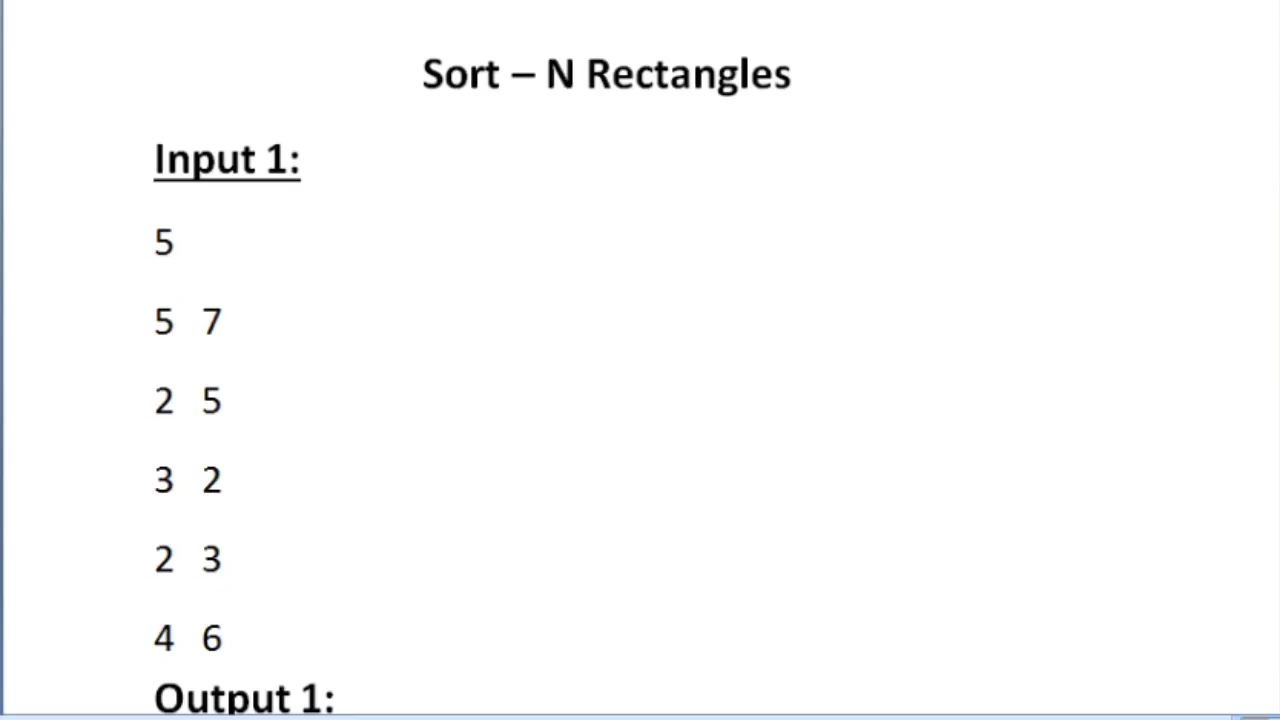 Sort – N Rectangles
Input 1:
5
5 7
2 5
3 2
2 3
4 6
Output 1: